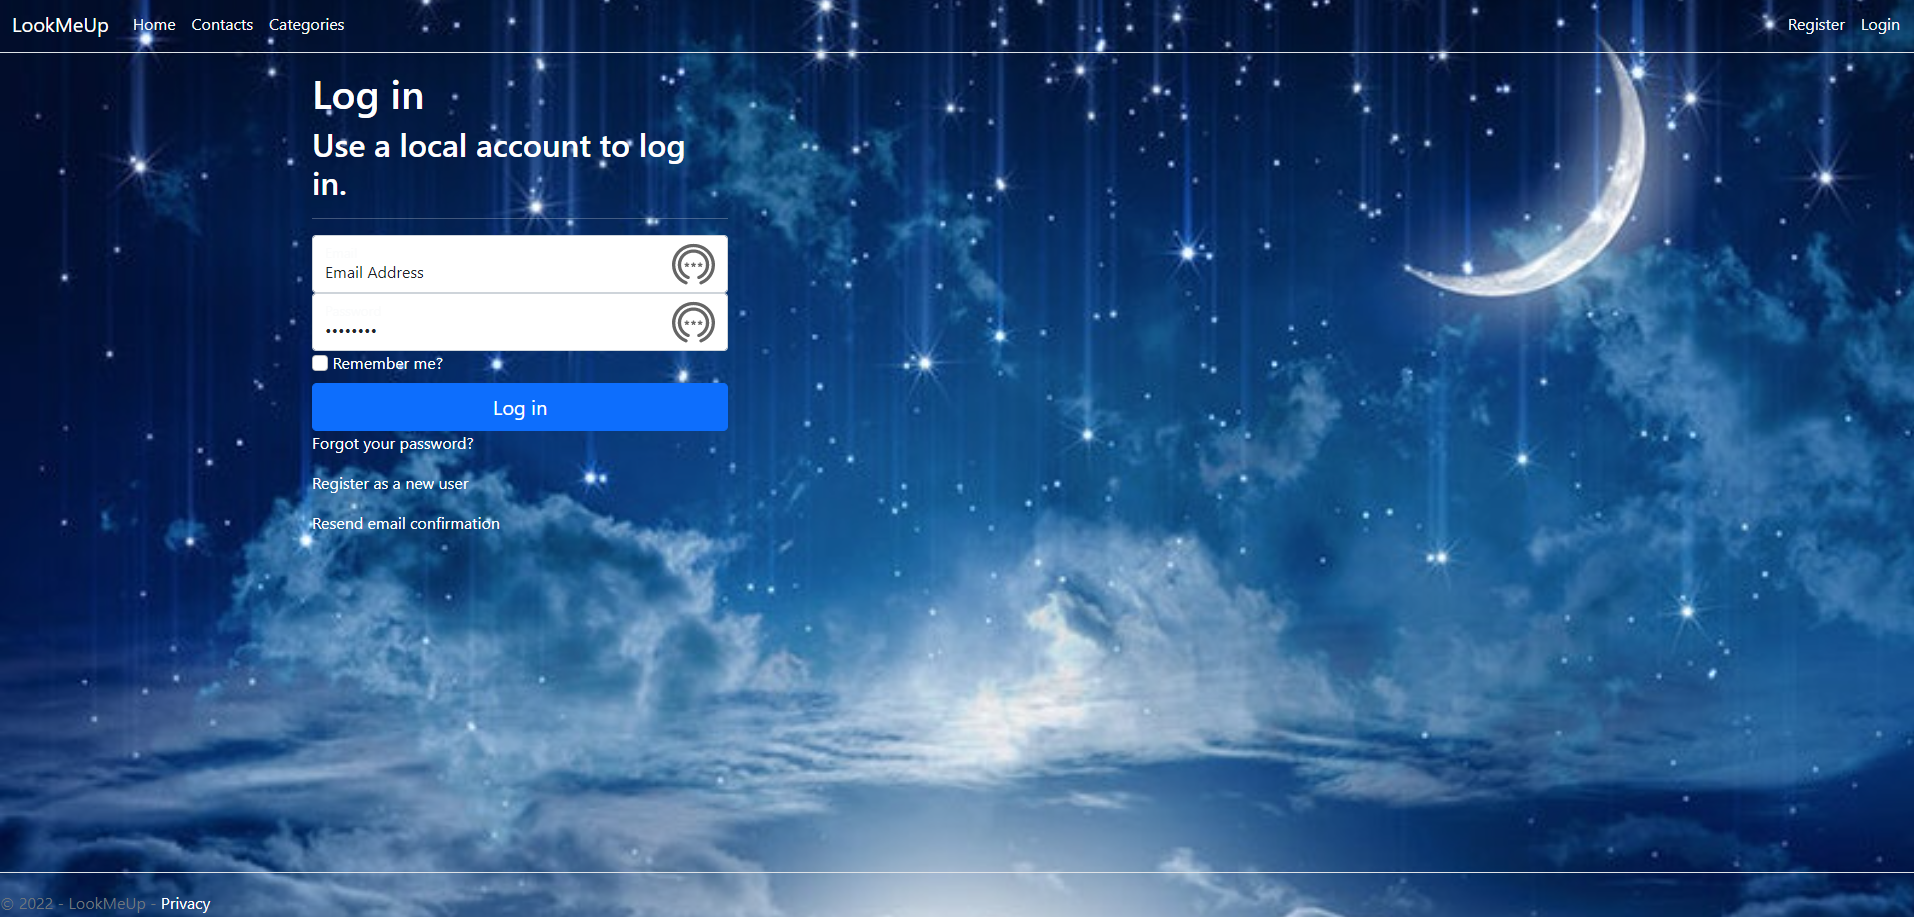 LookMeUp Home Contacts Categories Register Login
Log in
Use a local account to log
in.
Email Address
••••••••
Remember me?
Log in
Forgot your password?
Register as a new user
Resend email confirmation
© 2022 - LookMeUp - Privacy